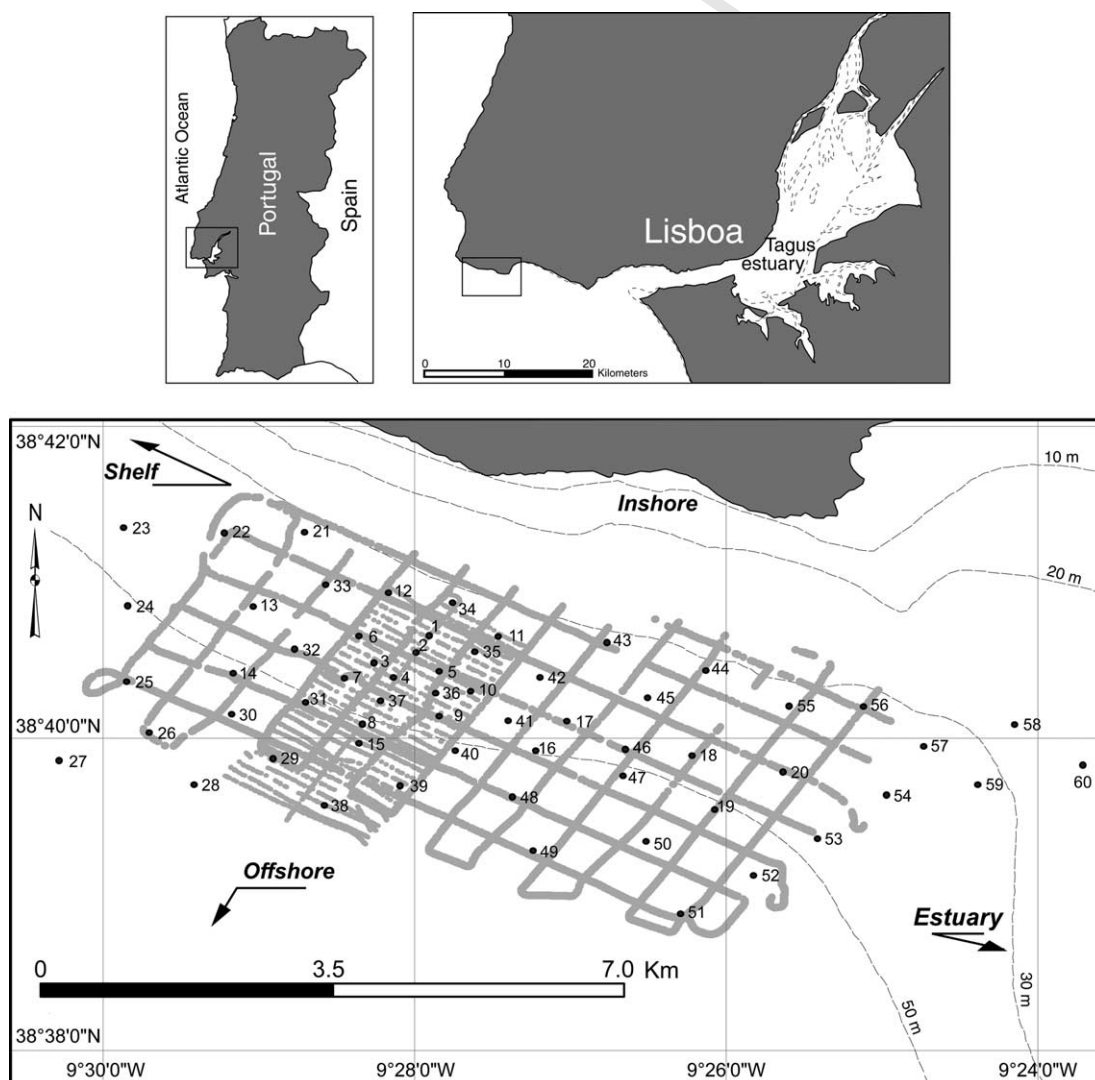 Atlantic Ocean
Portugal
Spain
Lisboa
Tagus
estuary
0 10 20
Kilometers
38°42'0"N
Shelf
Inshore
10 m
N
23
22
21
20 m
24
13
33
12
34
6
1
2
11
35
43
32
3
14
7
4
5
42
44
25
31
37
36
10
45
30
8
9
41
17
55
56
38°40'0"N
26
15
40
16
46
18
57
58
27
29
47
20
28
39
48
54
59
60
38
19
49
50
53
52
Offshore
51
Estuary
0 3.5 7.0 Km
30 m
50 m
38°38'0"N
9°30'0"W 9°28'0"W 9°26'0"W 9°24'0"W